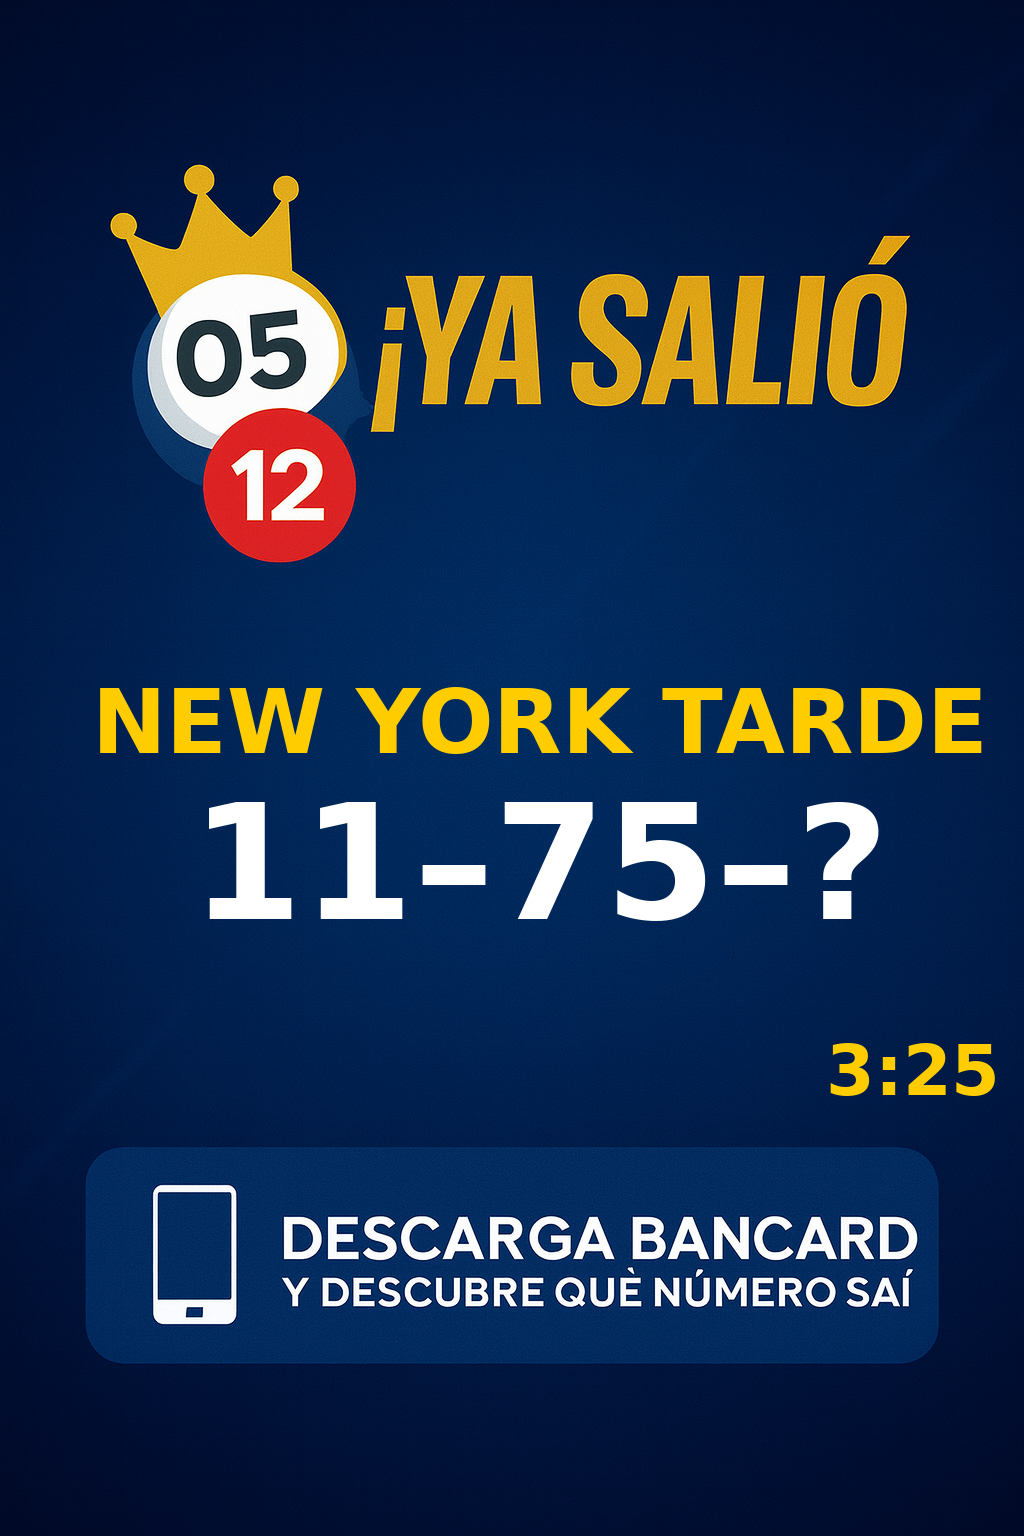 05
12
¡YA SALIÓ
NEW YORK TARDE
11–75–?
3:25
DESCARGA BANCARD
Y DESCUBRE QUÈ NÚMERO SAÍ